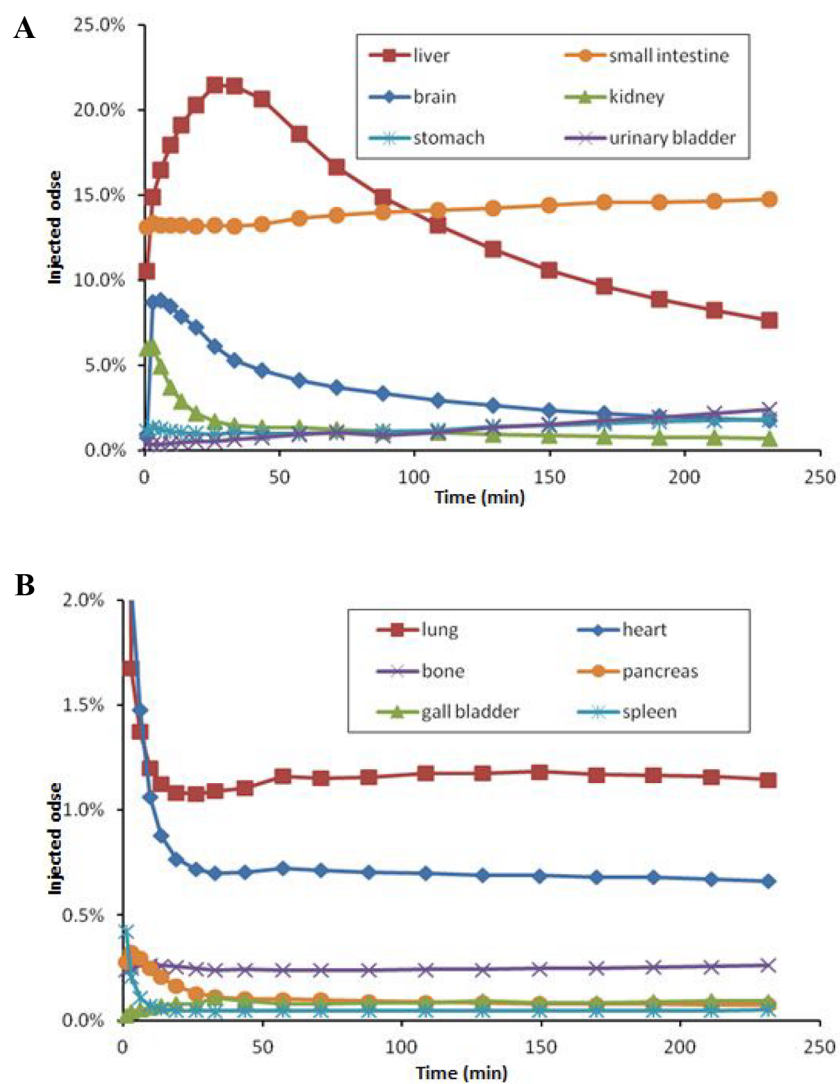 A
25.0%
20.0%
15.0%
10.0%
5.0%
0.0%
Injected odse
liver
small intestine
brain
kidney
stomach
urinary bladder
0 50 100 150 200 250
Time (min)
B
2.0%
1.5%
1.0%
0.5%
0.0%
Injected odse
lung
heart
bone
pancreas
gall bladder
spleen
0 50 100 150 200 250
Time (min)